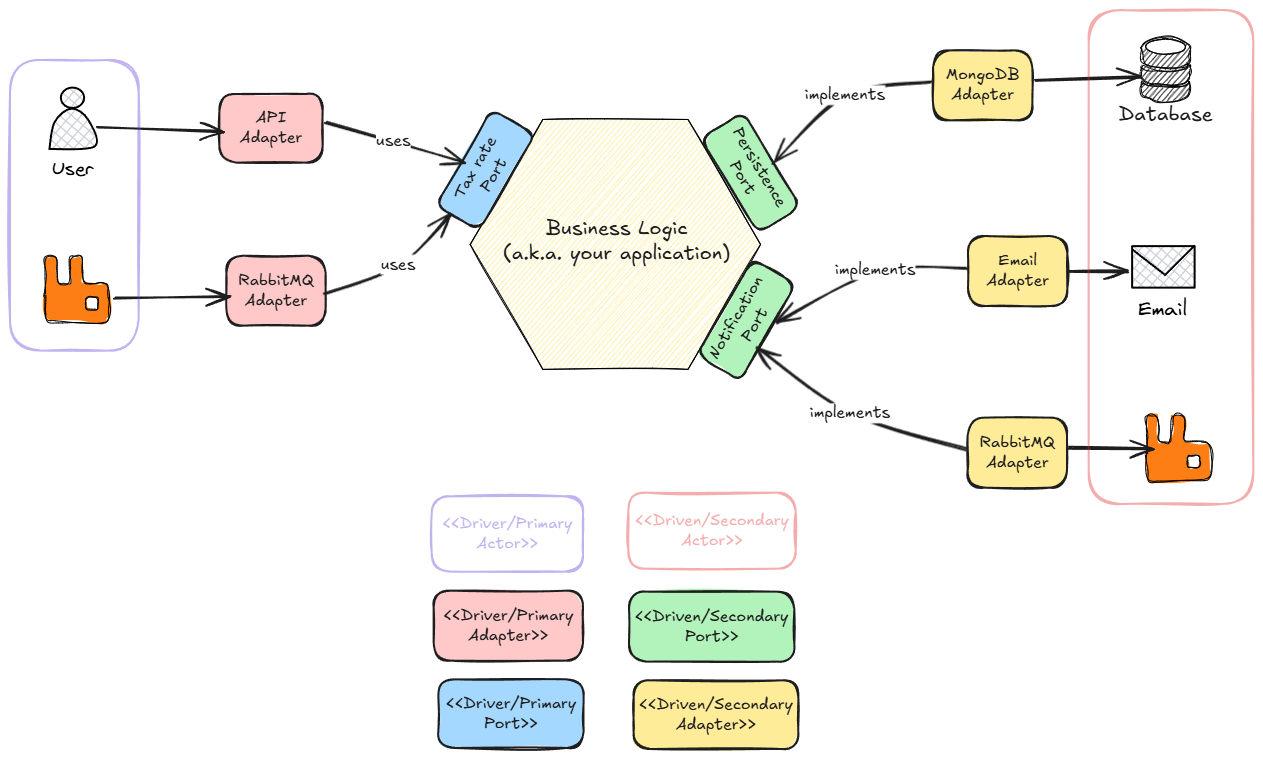 User
API
Adapter
RabbitMQ
Adapter
uses
uses
Tax rate
Port
Business Logic
(a.k.a. your application)
Persistence
Port
Notification
Port
implements
implements
implements
MongoDB
Adapter
Email
Adapter
RabbitMQ
Adapter
Database
Email
<<Driver/Primary
Actor>>
<<Driven/Secondary
Actor>>
<<Driver/Primary
Adapter>>
<<Driven/Secondary
Port>>
<<Driver/Primary
Port>>
<<Driven/Secondary
Adapter>>